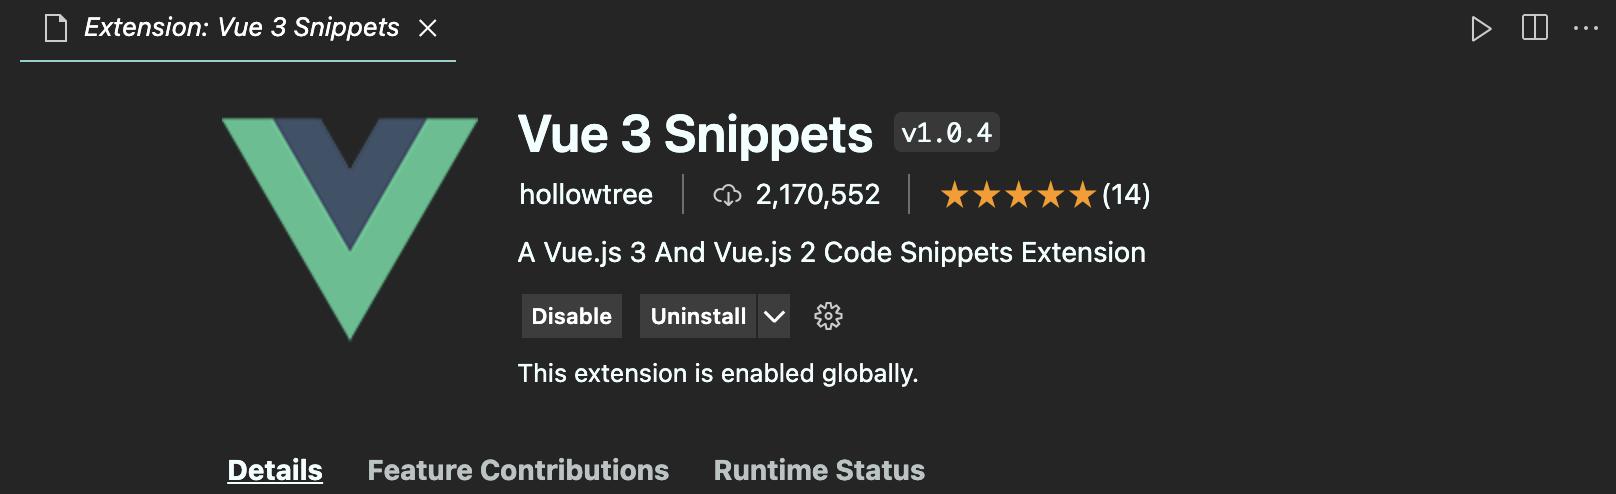 Extension: Vue 3 Snippets
Vue 3 Snippets v1.0.4
hollowtree 2,170,552 ★★★★★(14)
A Vue.js 3 And Vue.js 2 Code Snippets Extension
Disable Uninstall
This extension is enabled globally.
Details Feature Contributions Runtime Status